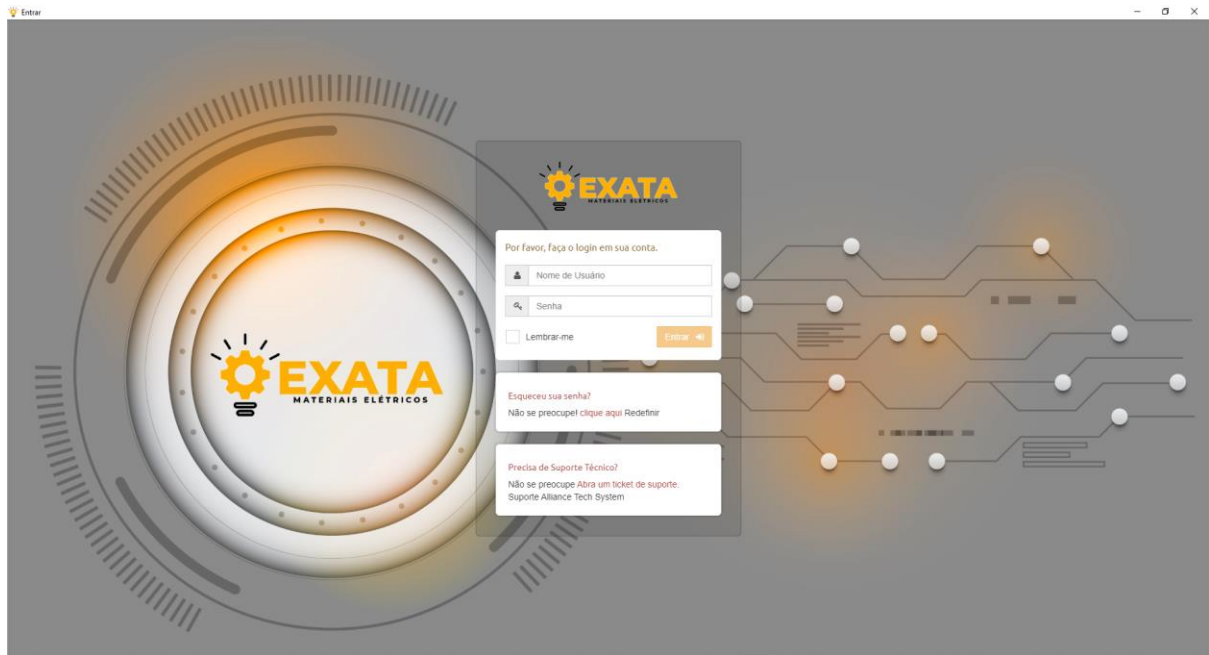 Entrar
EXATA
MATERIAIS ELÉTRICOS
EXATA
MATERIAIS ELÉTRICOS
Por favor, faça o login em sua conta.
Nome de Usuário
Senha
Lembrar-me
Entrar
Esqueceu sua senha?
Não se preocupe! clique aqui Redefinir
Precisa de Suporte Técnico?
Não se preocupe Abra um ticket de suporte.
Suporte Alliance Tech System